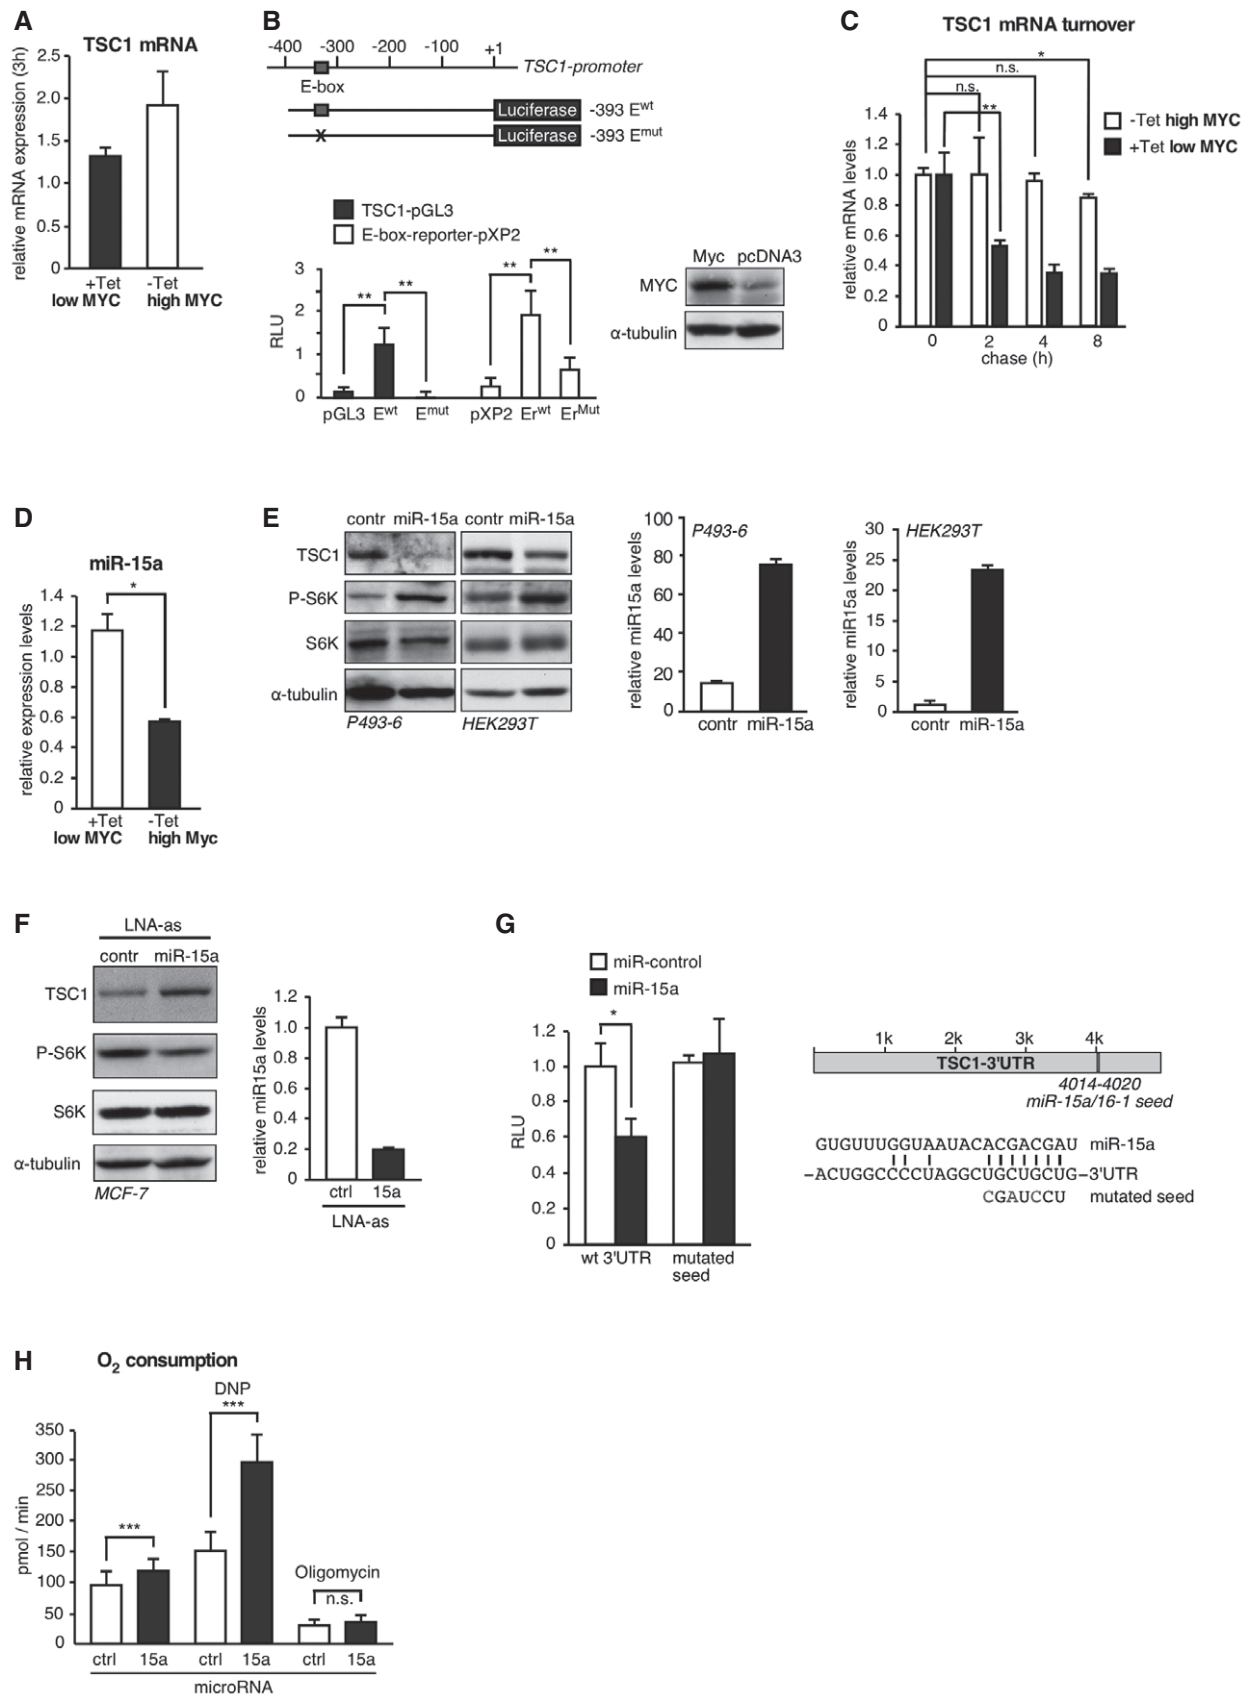 A
TSC1 mRNA
relative mRNA expression (3h)
2.5
2.0
1.5
1.0
0.5
0
+Tet
-Tet
low MYC
high MYC
B
-400 -300 -200 -100 +1
TSC1-promoter
E-box
Luciferase -393 Ewt
X Luciferase -393 Emut
TSC1-pGL3
E-box-reporter-pXP2
RLU
3
2
1
0
** ** ** **
pGL3 Ewt Emut pXP2 Erwt ErMut
Myc pcDNA3
MYC
α-tubulin
C
TSC1 mRNA turnover
*
n.s.
n.s.
**
-Tet high MYC
+Tet low MYC
relative mRNA levels
1.4
1.2
1.0
0.8
0.6
0.4
0.2
0
0 2 4 8
chase (h)
D
miR-15a
*
relative expression levels
1.4
1.2
1.0
0.8
0.6
0.4
0.2
0
+Tet -Tet
low MYC high Myc
E
contr miR-15a contr miR-15a
TSC1
P-S6K
S6K
α-tubulin
P493-6 HEK293T
relative miR15a levels
100
80
60
40
20
0
P493-6
contr miR-15a
relative miR15a levels
30
25
20
15
10
5
0
HEK293T
contr miR-15a
F
LNA-as
contr miR-15a
TSC1
P-S6K
S6K
α-tubulin
MCF-7
relative miR15a levels
1.2
1.0
0.8
0.6
0.4
0.2
0
ctrl 15a
LNA-as
G
miR-control
miR-15a
*
RLU
1.2
1.0
0.8
0.6
0.4
0.2
0
wt 3'UTR mutated
seed
1k 2k 3k 4k
TSC1-3'UTR
4014-4020
miR-15a/16-1 seed
GUGUUUGGUAAUACACGACGAU miR-15a
–ACUGGCCCCUAGGCUGCUGCUG–3'UTR
CGAUCCU mutated seed
H
O2 consumption
DNP
***
***
Oligomycin
n.s.
pmol / min
350
300
250
200
150
100
50
0
ctrl 15a ctrl 15a ctrl 15a
microRNA